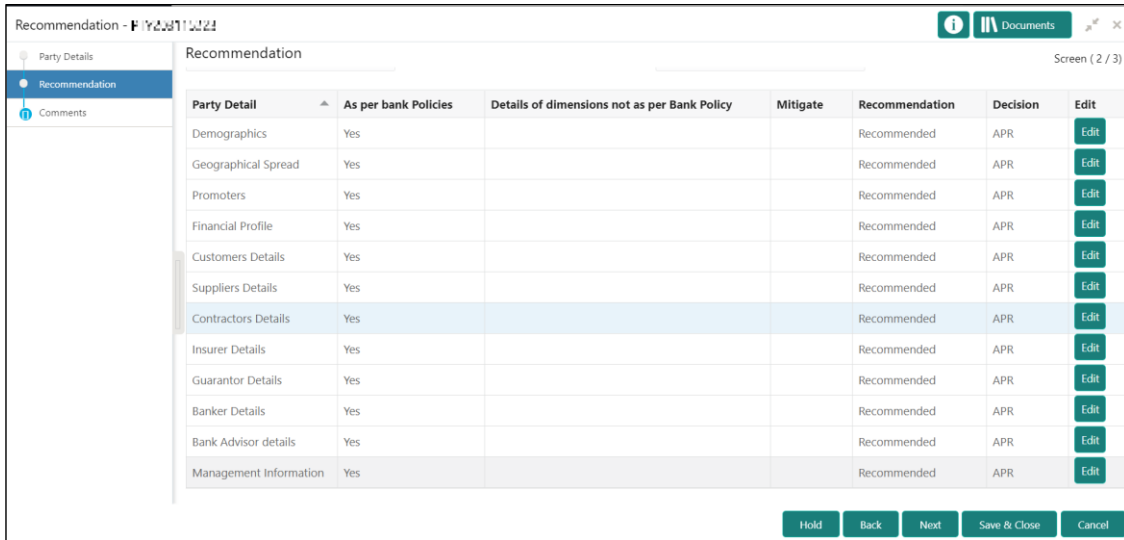 Recommendation -
Documents
Party Details
Recommendation
Comments
Recommendation
Screen ( 2 / 3)
Party Detail As per bank Policies Details of dimensions not as per Bank Policy Mitigate Recommendation Decision Edit
Demographics Yes Recommended APR Edit
Geographical Spread Yes Recommended APR Edit
Promoters Yes Recommended APR Edit
Financial Profile Yes Recommended APR Edit
Customers Details Yes Recommended APR Edit
Suppliers Details Yes Recommended APR Edit
Contractors Details Yes Recommended APR Edit
Insurer Details Yes Recommended APR Edit
Guarantor Details Yes Recommended APR Edit
Banker Details Yes Recommended APR Edit
Bank Advisor details Yes Recommended APR Edit
Management Information Yes Recommended APR Edit
Hold Back Next Save & Close Cancel